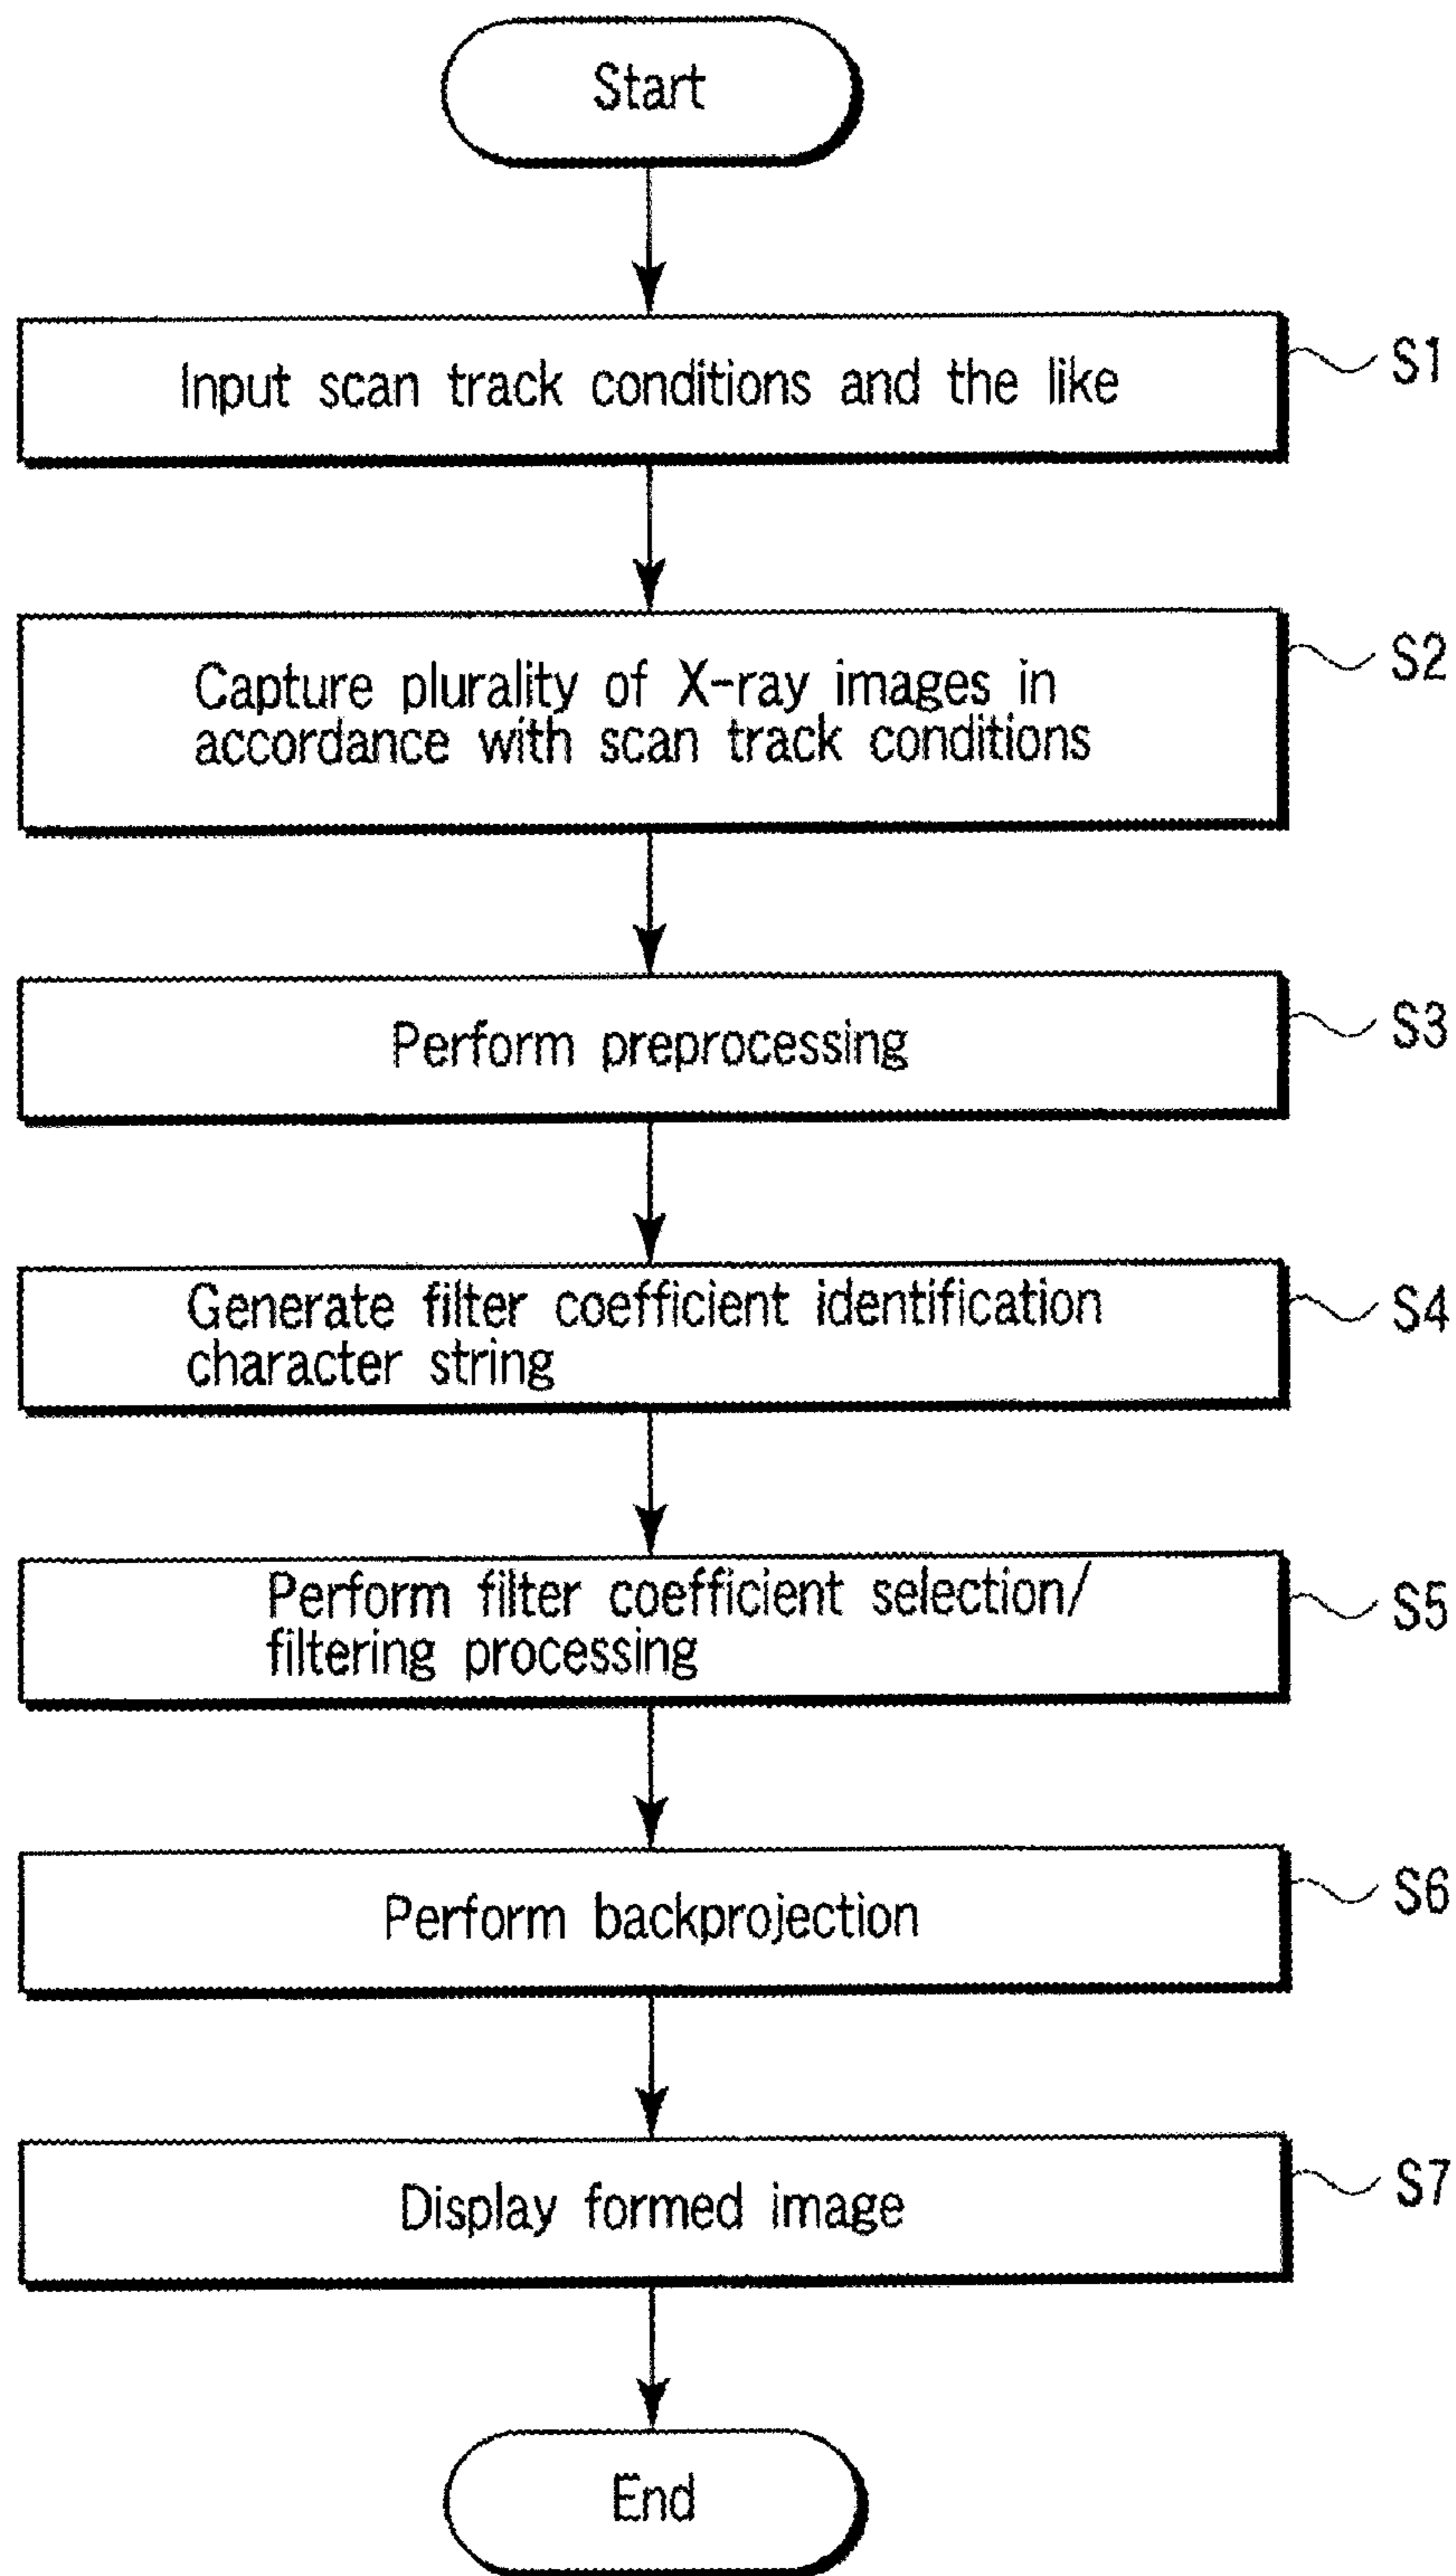 Start
Input scan track conditions and the like
S1
Capture plurality of X-ray images in
accordance with scan track conditions
S2
Perform preprocessing
S3
Generate filter coefficient identification
character string
S4
Perform filter coefficient selection/
filtering processing
S5
Perform backprojection
S6
Display formed image
S7
End